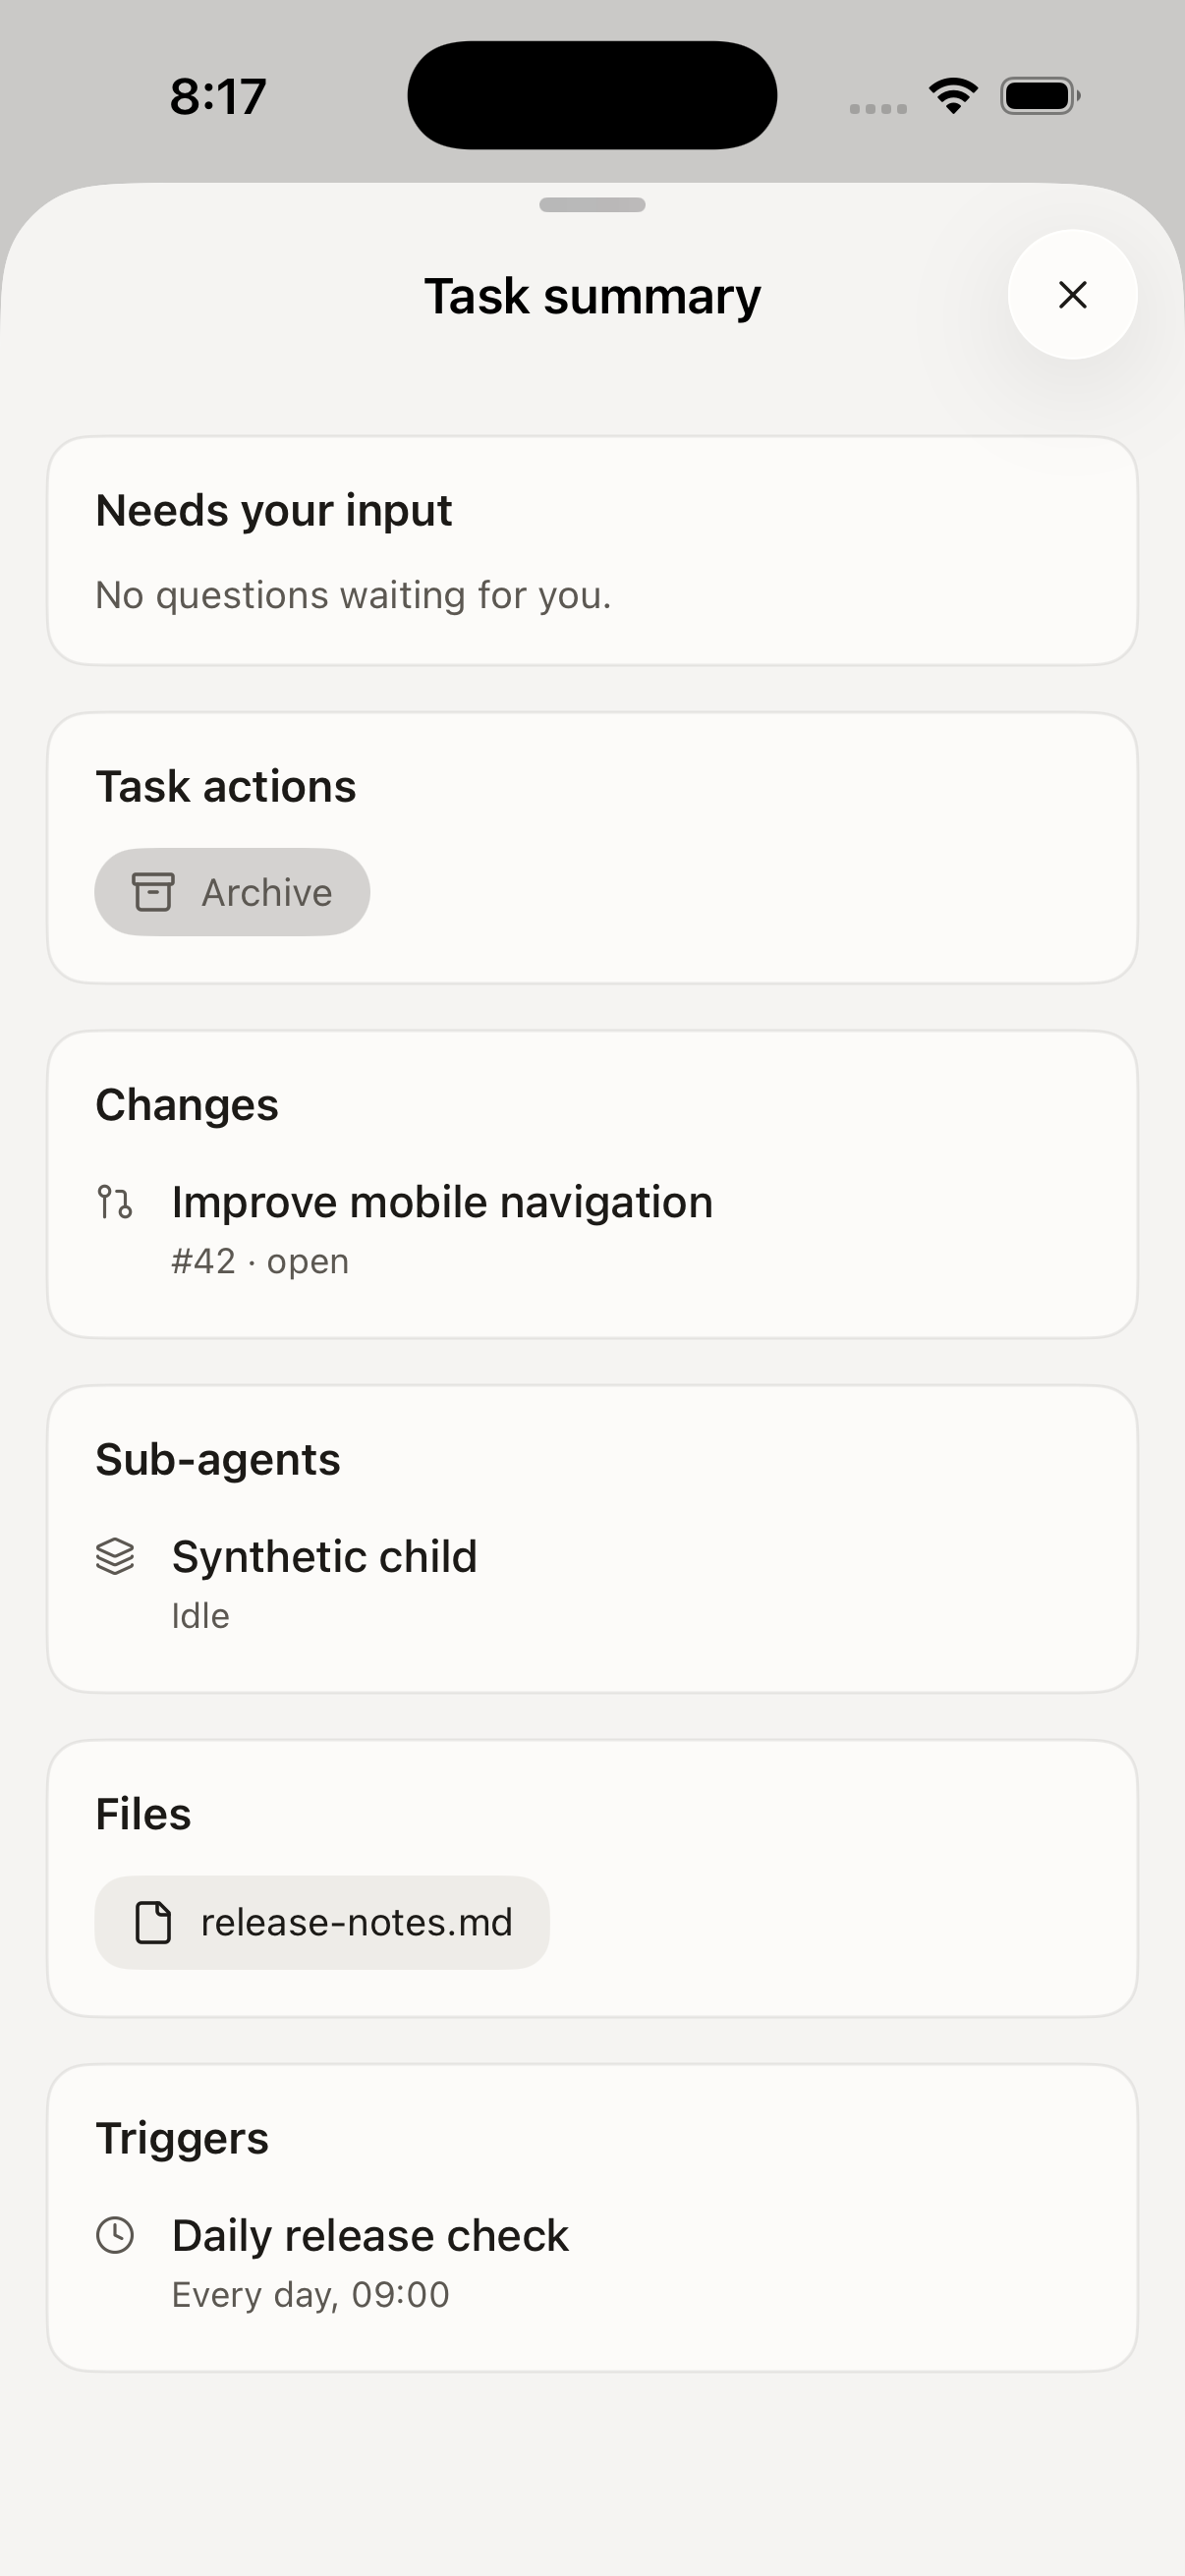 8:17
Task summary
Needs your input
No questions waiting for you.
Task actions
Archive
Changes
Improve mobile navigation
#42 · open
Sub-agents
Synthetic child
Idle
Files
release-notes.md
Triggers
Daily release check
Every day, 09:00